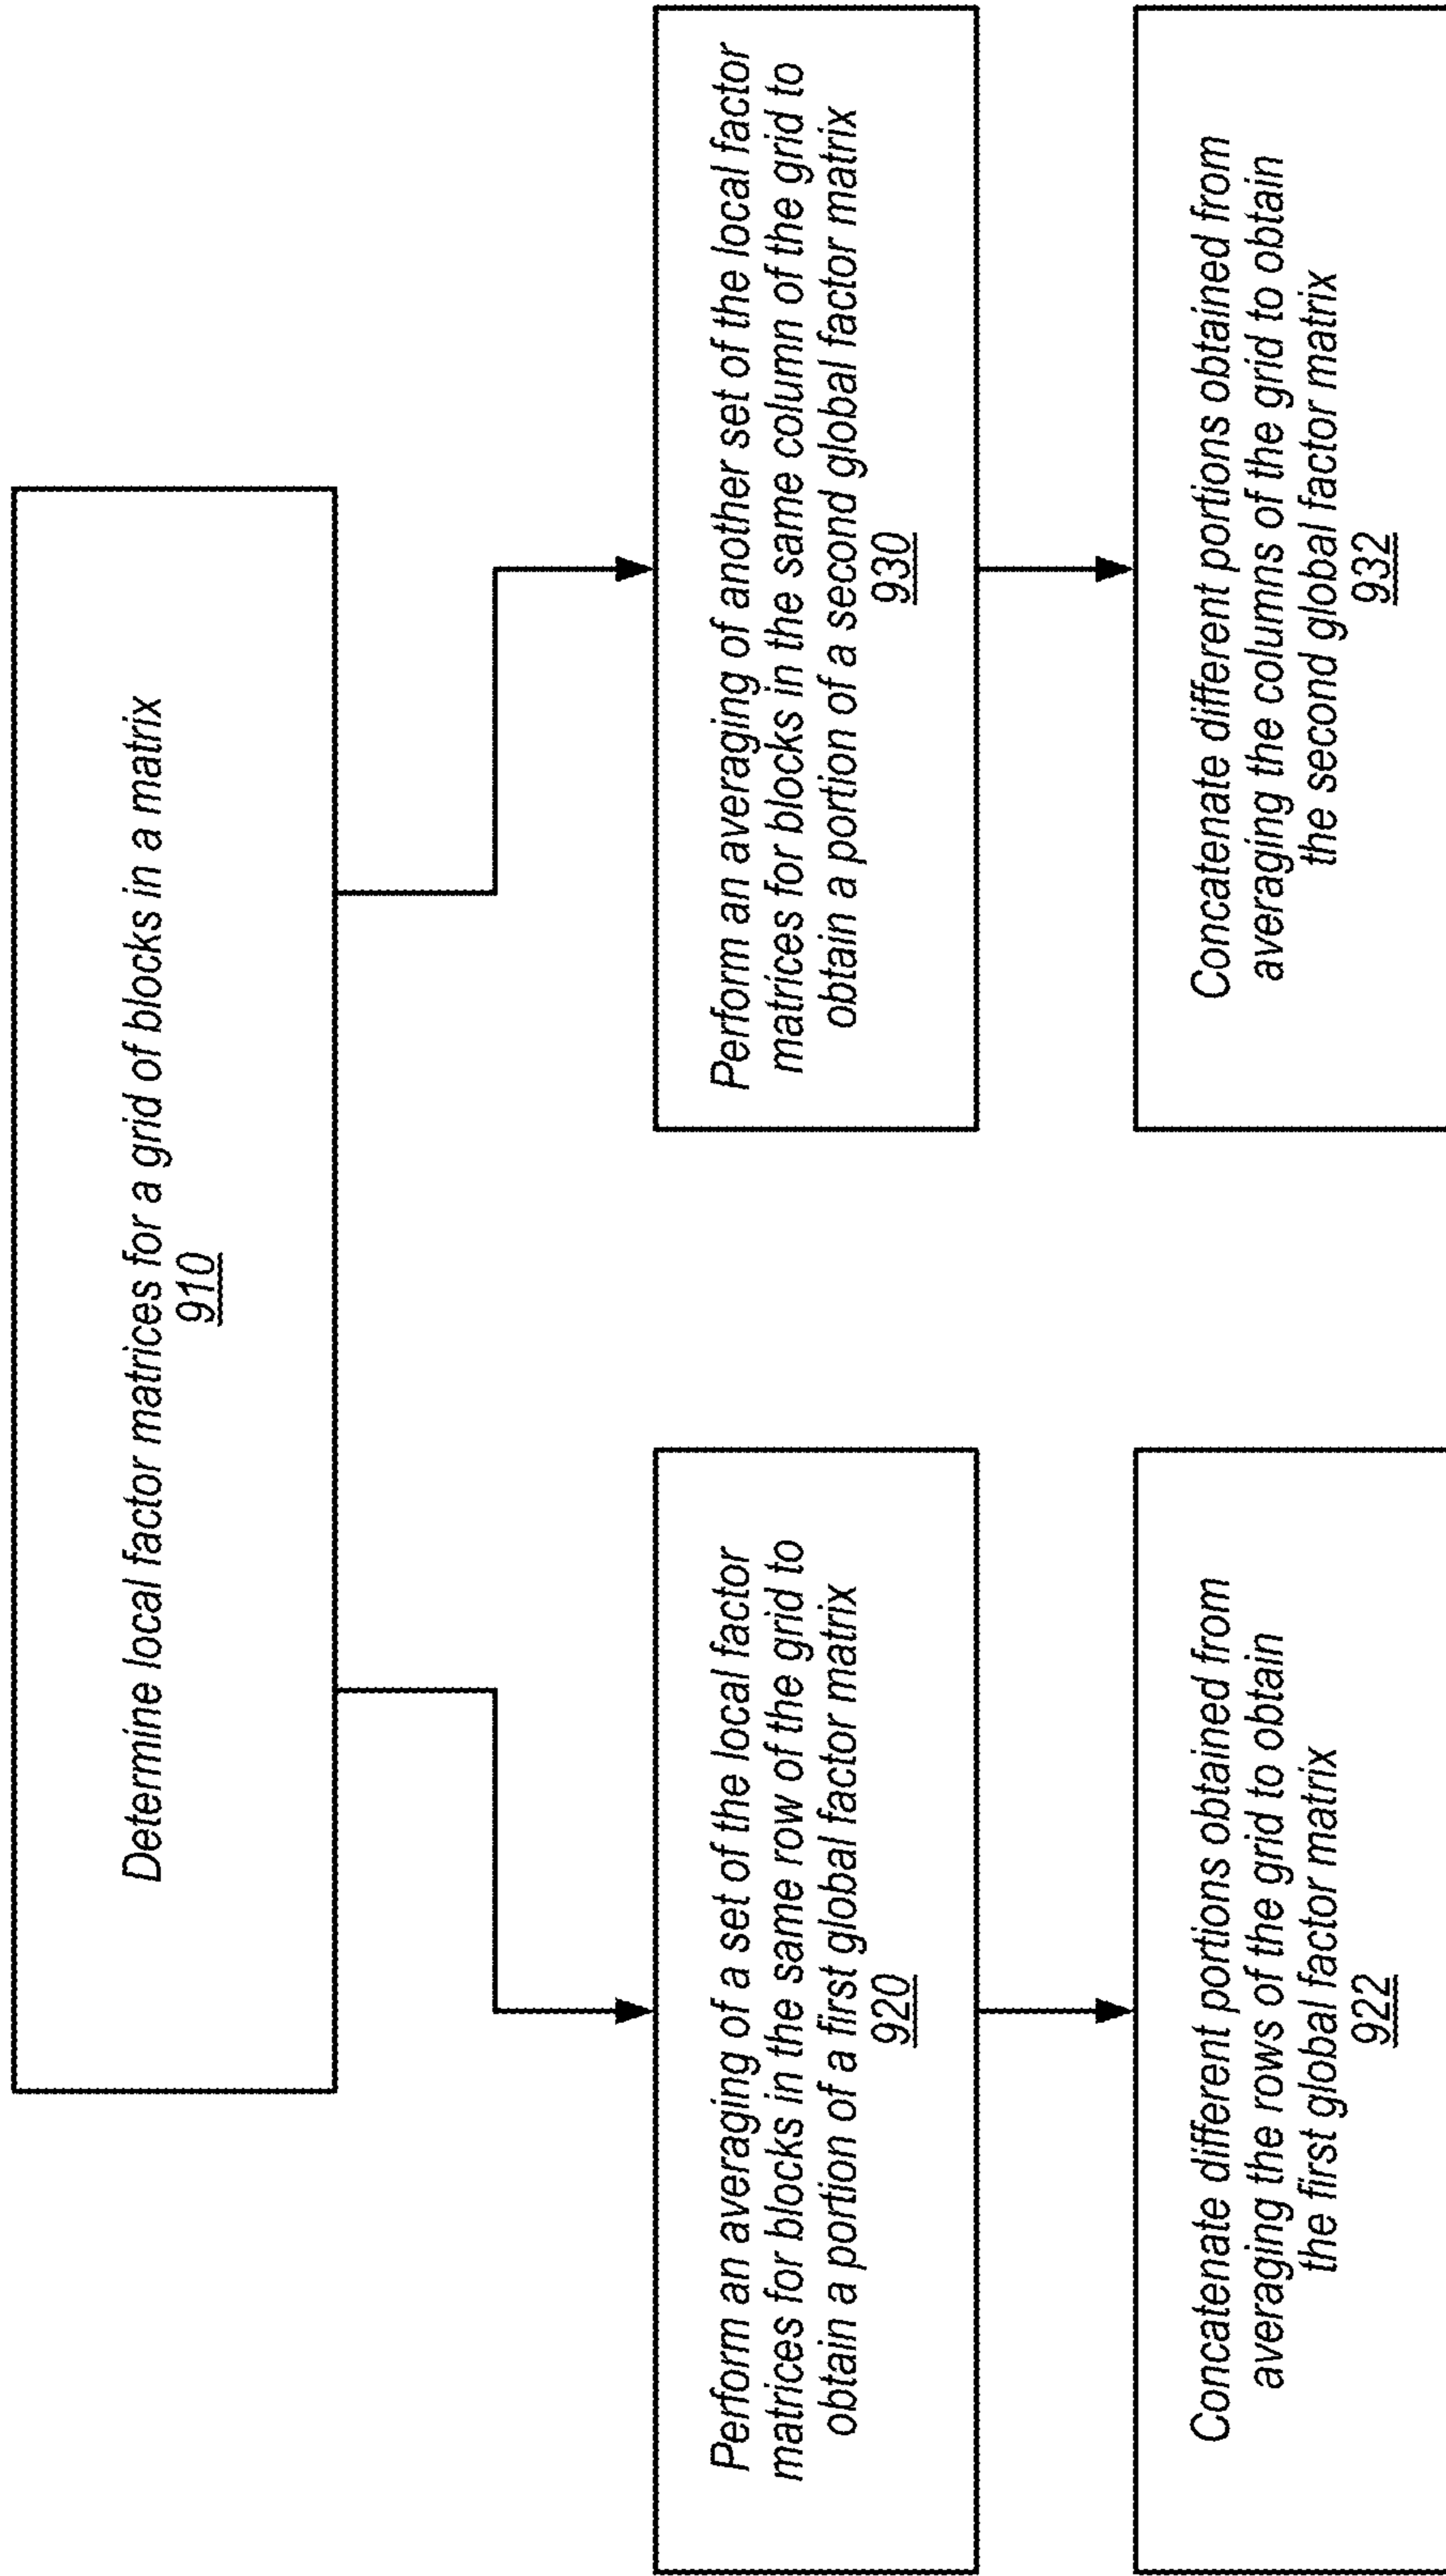 Determine local factor matrices for a grid of blocks in a matrix
910
Perform an averaging of a set of the local factor
matrices for blocks in the same row of the grid to
obtain a portion of a first global factor matrix
920
Perform an averaging of another set of the local factor
matrices for blocks in the same column of the grid to
obtain a portion of a second global factor matrix
930
Concatenate different portions obtained from
averaging the rows of the grid to obtain
the first global factor matrix
922
Concatenate different portions obtained from
averaging the columns of the grid to obtain
the second global factor matrix
932